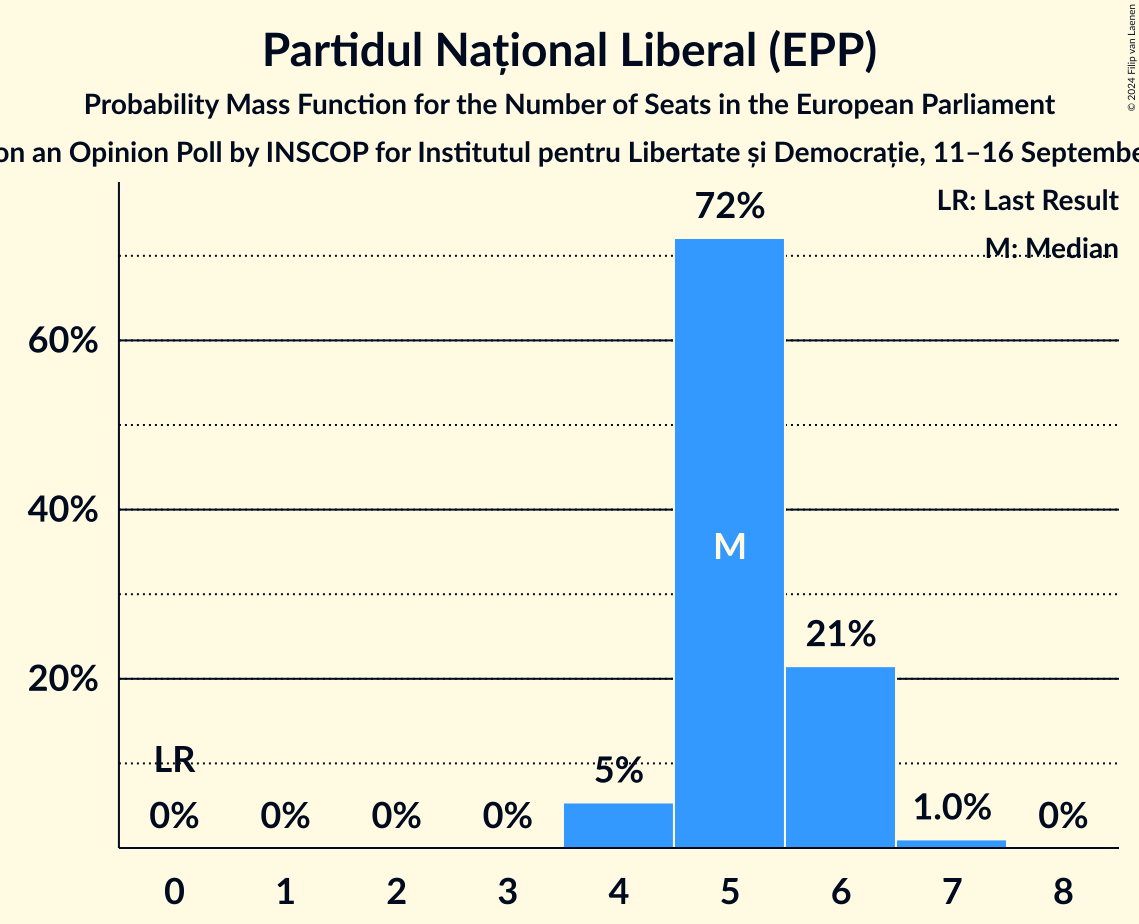 Partidul Național Liberal (EPP)
Probability Mass Function for the Number of Seats in the European Parliament
on an Opinion Poll by INSCOP for Institutul pentru Libertate și Democrație, 11–16 Septembe
© 2024 Filip van Laenen
LR: Last Result
M: Median
72%
60%
40%
M
21%
20%
LR
5%
0% 0% 0% 0% 1.0% 0%
0 1 2 3 4 5 6 7 8